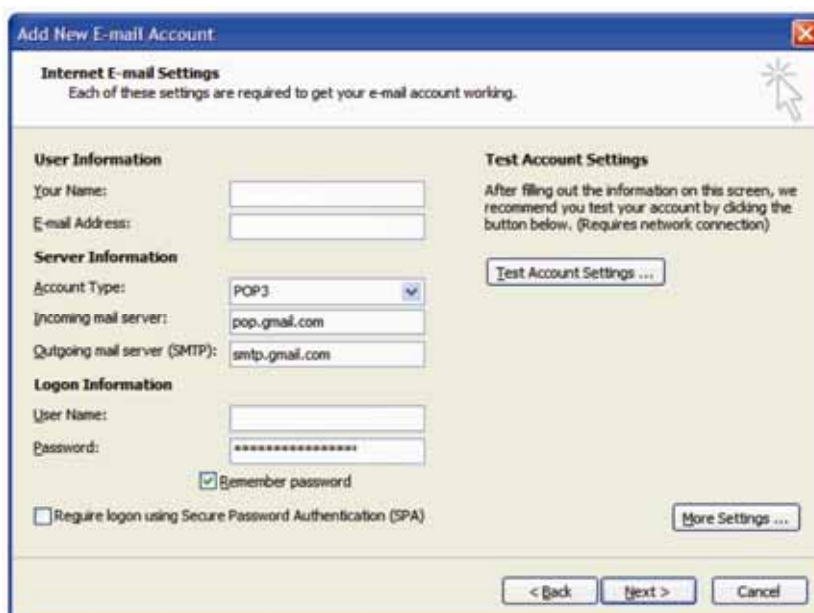 Add New E-mail Account
Internet E-mail Settings
Each of these settings are required to get your e-mail account working.
User Information
Your Name:
E-mail Address:
Server Information
Account Type: POP3
Incoming mail server: pop.gmail.com
Outgoing mail server (SMTP): smtp.gmail.com
Logon Information
User Name:
Password: *****************
Remember password
Require logon using Secure Password Authentication (SPA)
Test Account Settings
After filling out the information on this screen, we
recommend you test your account by clicking the
button below. (Requires network connection)
Test Account Settings ...
More Settings ...
< Back
Next >
Cancel